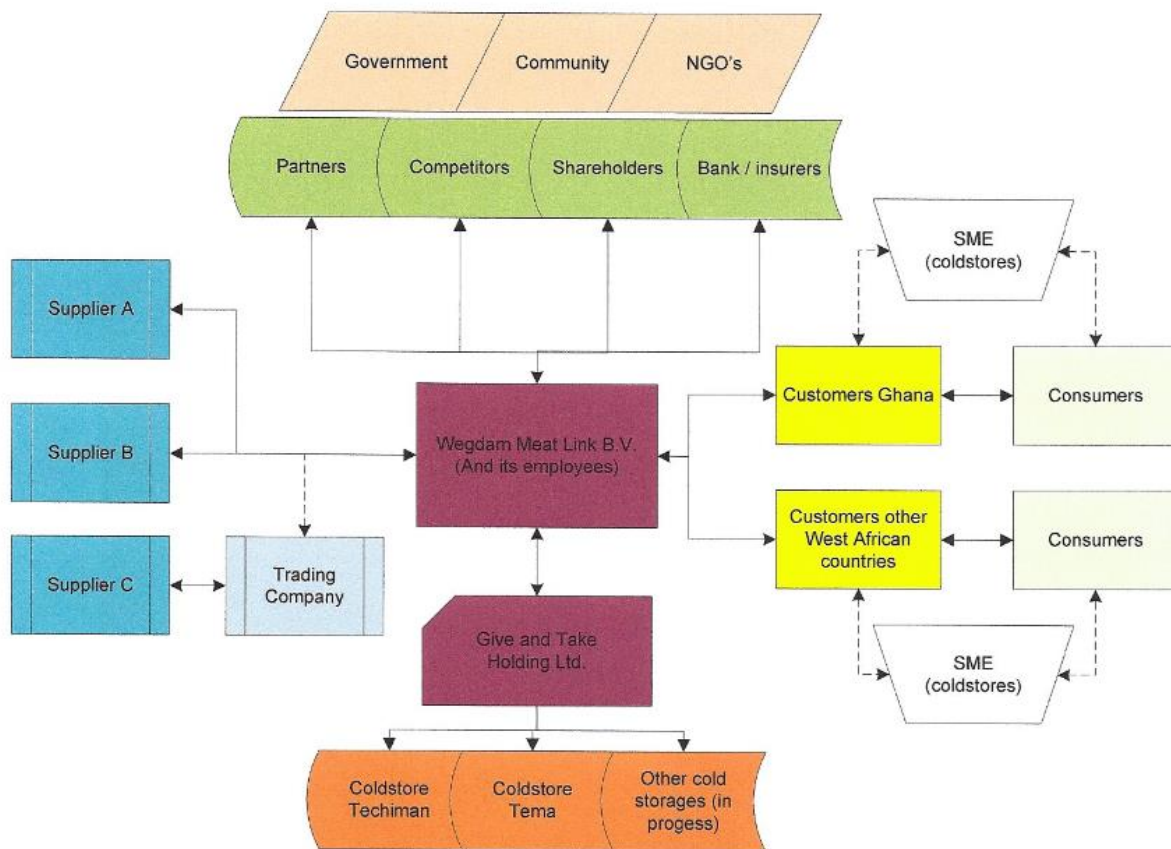 Government
Community
NGO's
Partners
Competitors
Shareholders
Bank / insurers
SME
(coldstores)
Supplier A
Customers Ghana
Consumers
Supplier B
Wegdam Meat Link B.V.
(And its employees)
Customers other
West African
countries
Consumers
Supplier C
Trading
Company
Give and Take
Holding Ltd.
SME
(coldstores)
Coldstore
Techiman
Coldstore
Tema
Other cold
storages (in
progess)